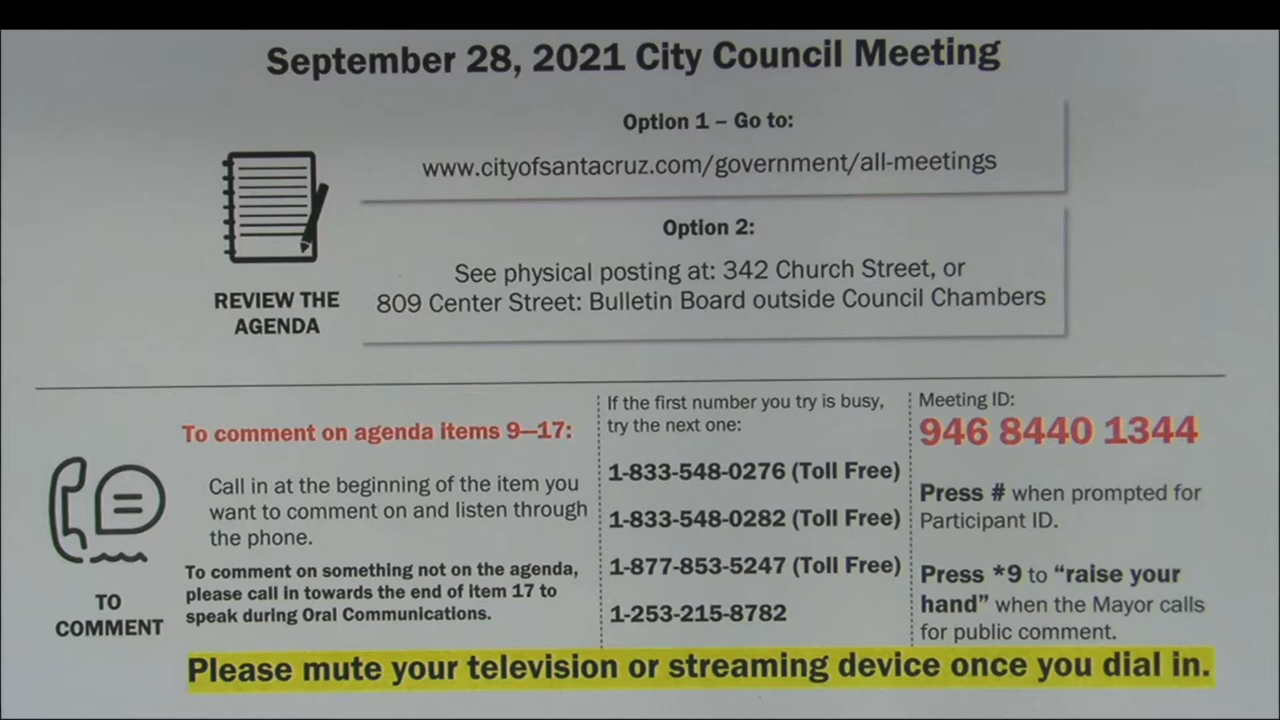 September 28, 2021 City Council Meeting
Option 1 – Go to:
www.cityofsantacruz.com/government/all-meetings
Option 2:
See physical posting at: 342 Church Street, or
809 Center Street: Bulletin Board outside Council Chambers
REVIEW THE
AGENDA
To comment on agenda items 9—17:
Call in at the beginning of the item you
want to comment on and listen through
the phone.
To comment on something not on the agenda,
please call in towards the end of item 17 to
speak during Oral Communications.
TO
COMMENT
If the first number you try is busy,
try the next one:
1-833-548-0276 (Toll Free)
1-833-548-0282 (Toll Free)
1-877-853-5247 (Toll Free)
1-253-215-8782
Meeting ID:
946 8440 1344
Press # when prompted for
Participant ID.
Press *9 to “raise your
hand” when the Mayor calls
for public comment.
Please mute your television or streaming device once you dial in.